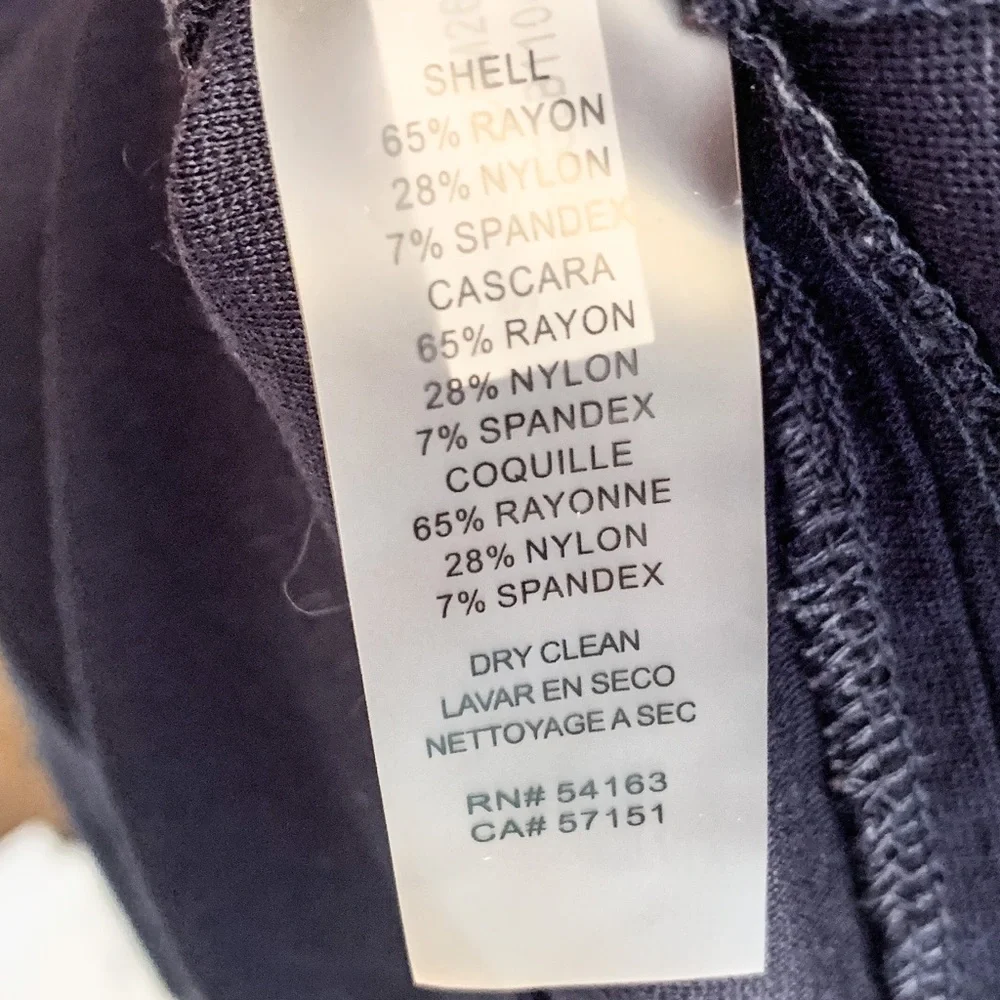 SHELL
65% RAYON
28% NYLON
7% SPANDEX
CASCARA
65% RAYON
28% NYLON
7% SPANDEX
COQUILLE
65% RAYONNE
28% NYLON
7% SPANDEX
DRY CLEAN
LAVAR EN SECO
NETTOYAGE A SEC
RN# 54163
CA# 57151